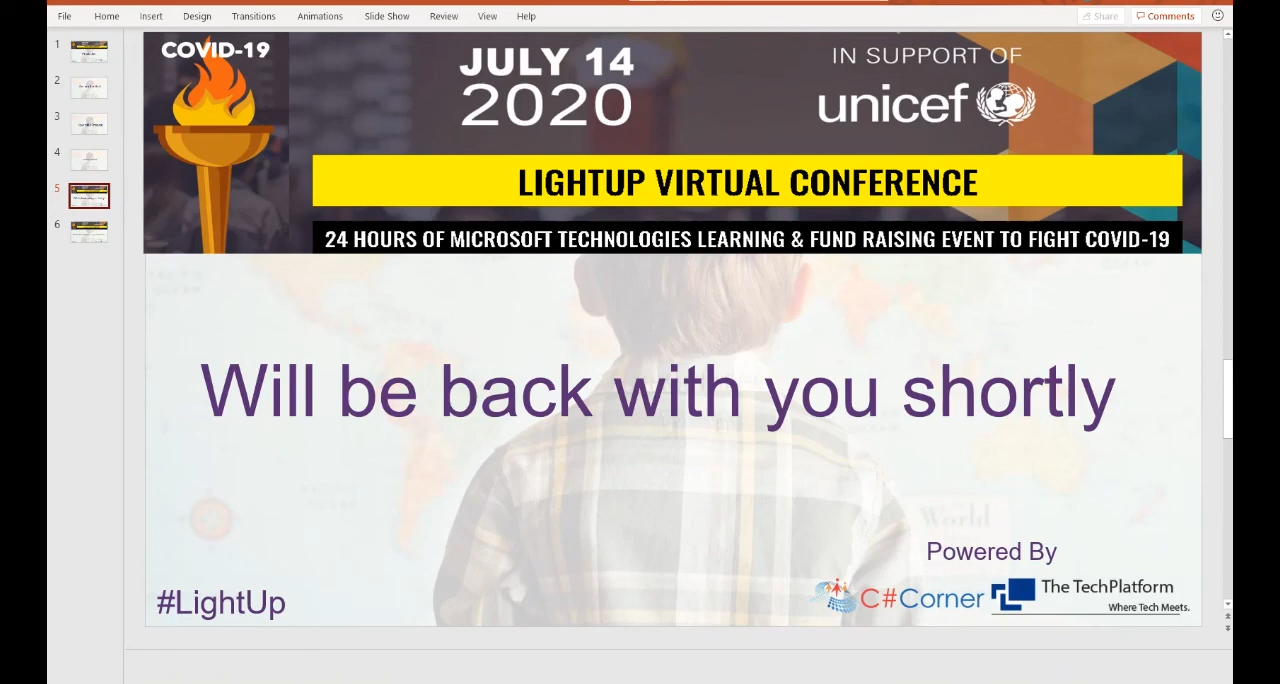 File Home Insert Design Transitions Animations Slide Show Review View Help Share Comments
1
2
3
4
5
6
COVID-19
JULY 14
2020
IN SUPPORT OF
unicef
LIGHTUP VIRTUAL CONFERENCE
24 HOURS OF MICROSOFT TECHNOLOGIES LEARNING & FUND RAISING EVENT TO FIGHT COVID-19
Will be back with you shortly
World
Powered By
#LightUp
C#Corner
The TechPlatform
Where Tech Meets.